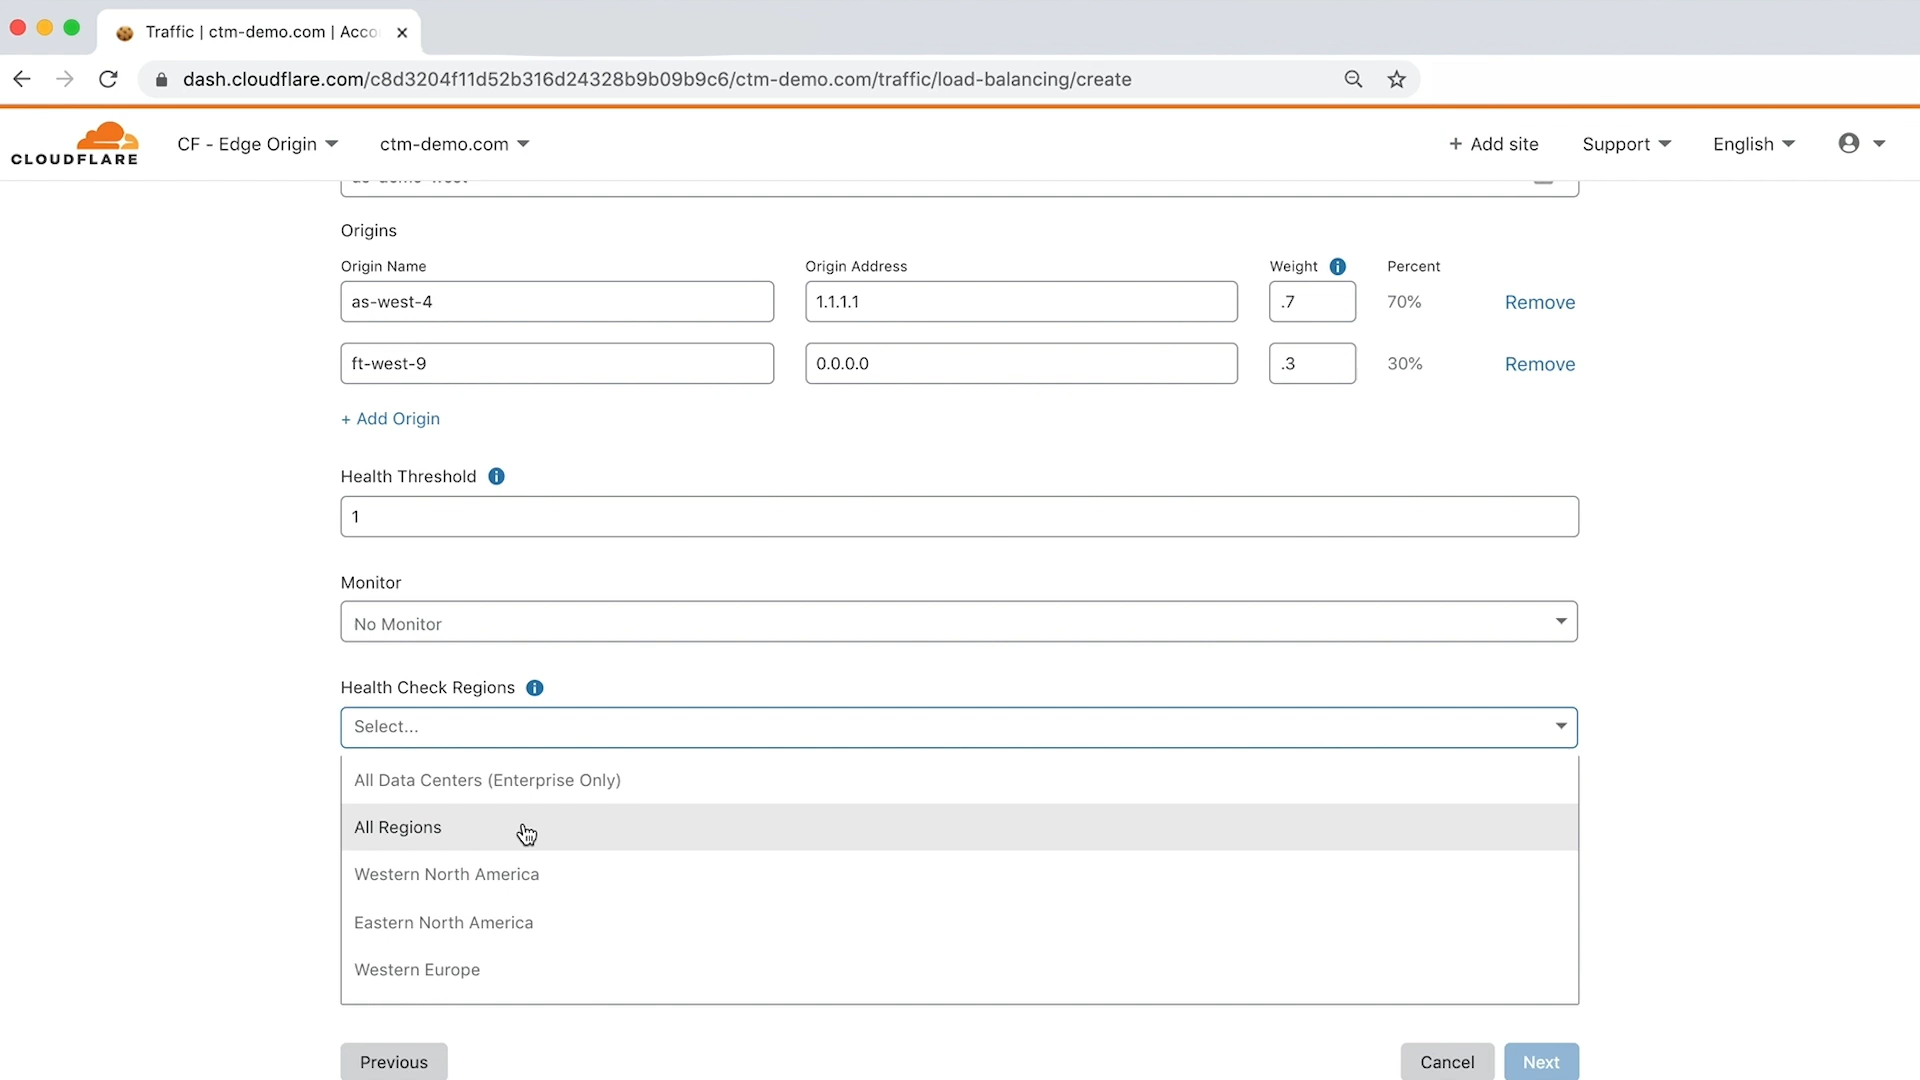 Traffic | ctm-demo.com | Acco
dash.cloudflare.com/c8d3204f11d52b316d24328b9b09b9c6/ctm-demo.com/traffic/load-balancing/create
CLOUDFLARE
CF - Edge Origin
ctm-demo.com
+ Add site
Support
English
Origins
Origin Name
Origin Address
Weight
Percent
as-west-4
1.1.1.1
.7
70%
Remove
ft-west-9
0.0.0.0
.3
30%
Remove
+ Add Origin
Health Threshold
1
Monitor
No Monitor
Health Check Regions
Select...
All Data Centers (Enterprise Only)
All Regions
Western North America
Eastern North America
Western Europe
Previous
Cancel
Next